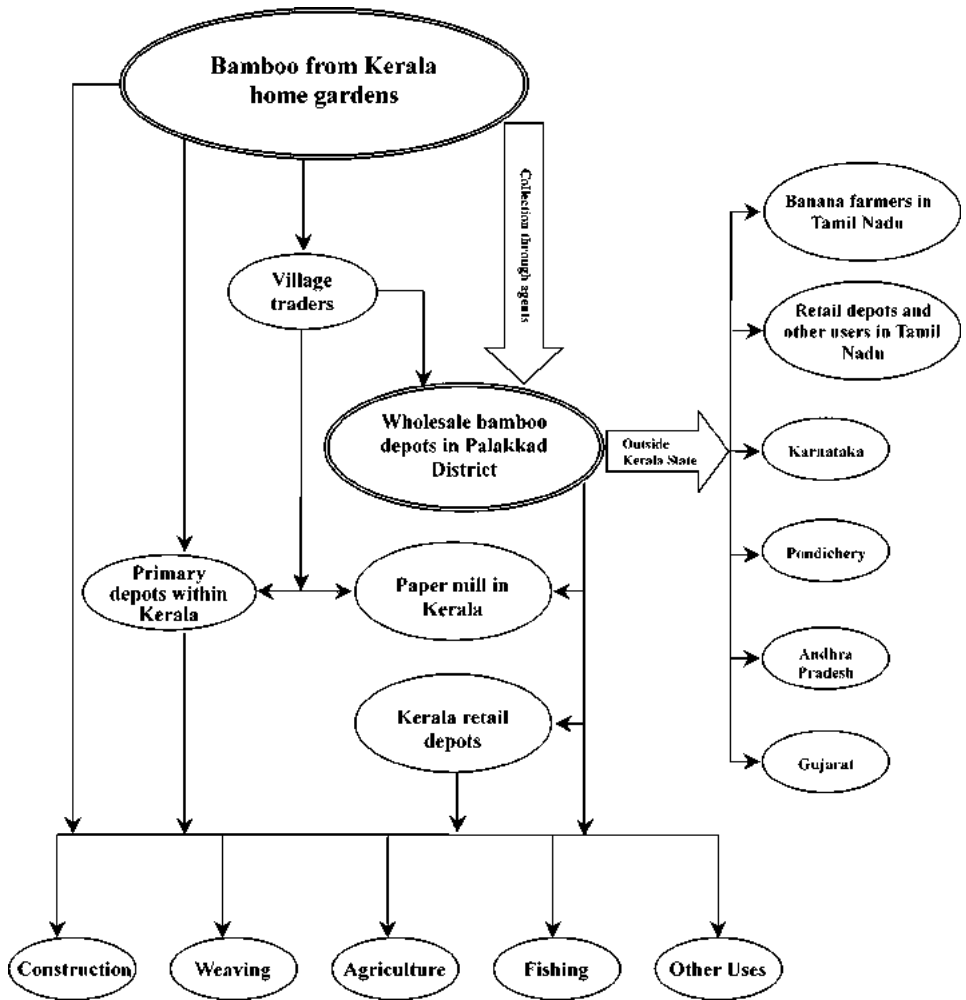 Bamboo from Kerala
home gardens
Collection through
agents
Banana farmers in
Tamil Nadu
Village
traders
Retail depots and
other users in Tamil
Nadu
Wholesale bamboo
depots in Palakkad
District
Outside
Kerala State
Karnataka
Primary
depots within
Kerala
Paper mill in
Kerala
Pondichery
Andhra
Pradesh
Kerala retail
depots
Gujarat
Construction
Weaving
Agriculture
Fishing
Other Uses